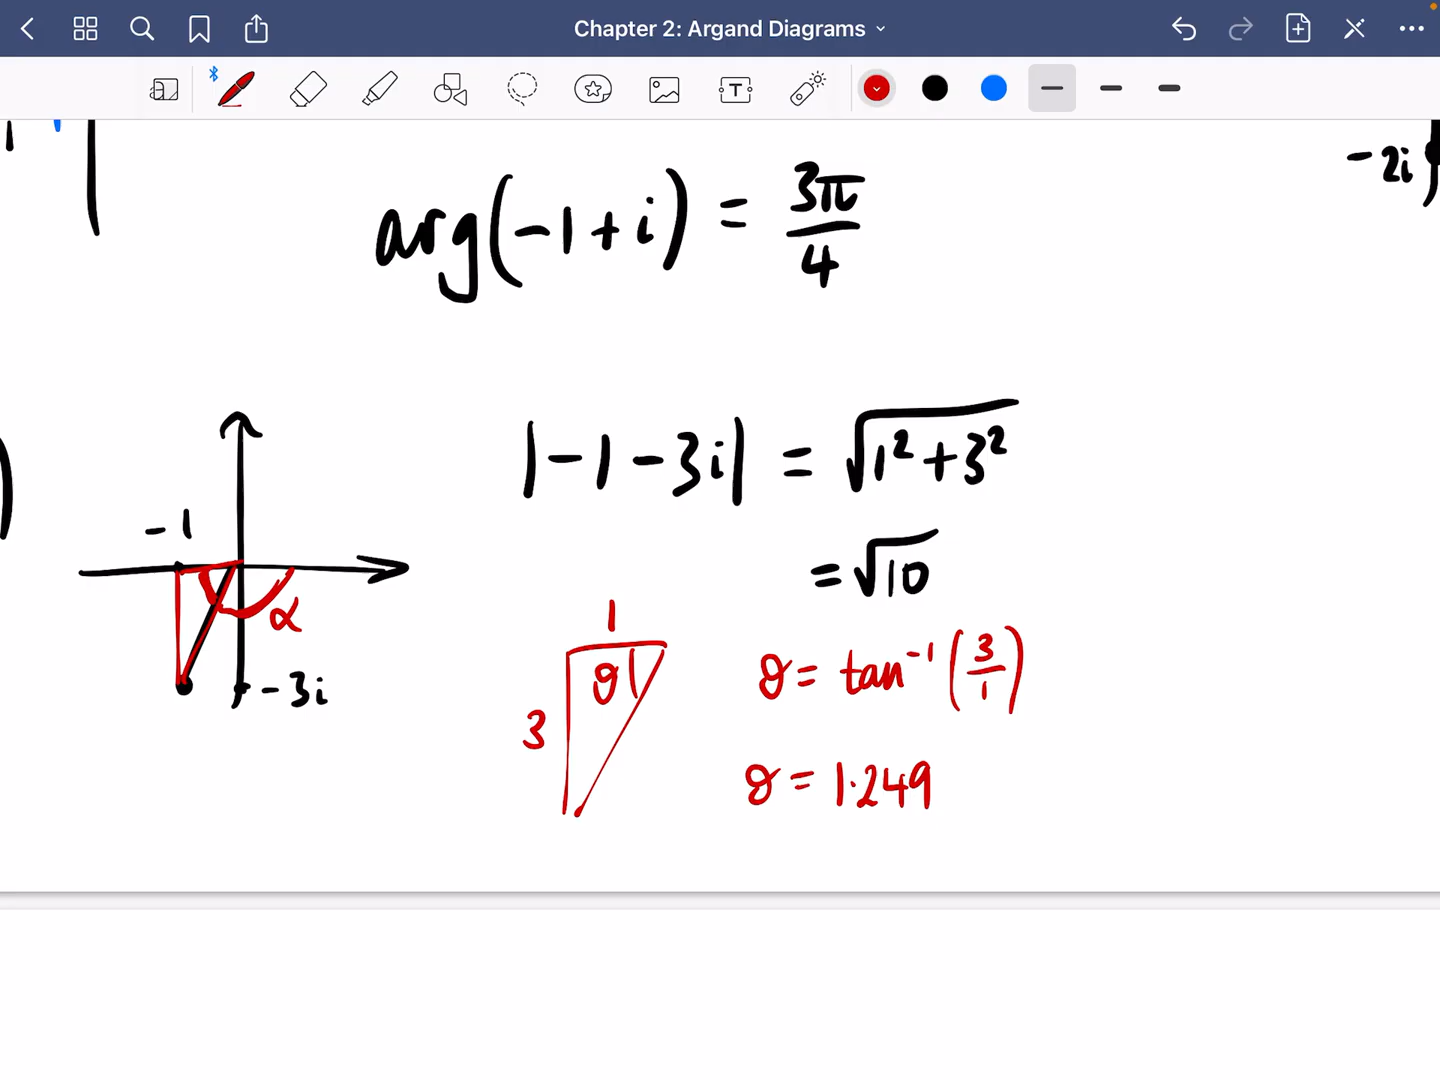 Chapter 2: Argand Diagrams
-2i
arg(-1+i) = 3π/4
|-1-3i| = √(1²+3²)
= √10
-1
α
-3i
1
θ
3
θ = tan⁻¹(3/1)
θ = 1.249